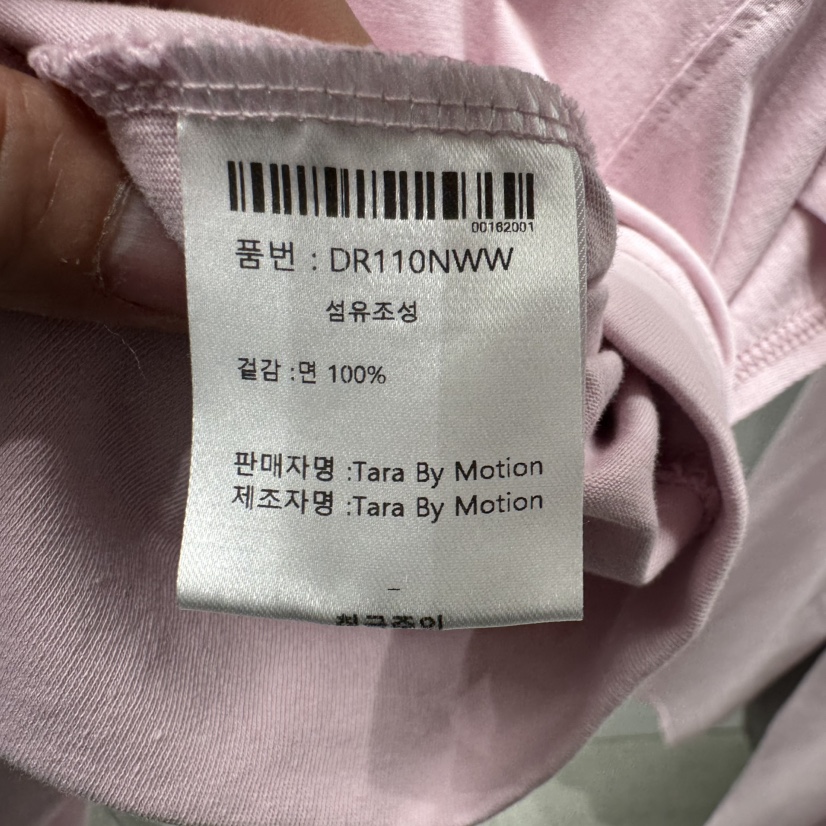 00162001
품번 : DR110NWW
섬유조성
겉감 :면 100%
판매자명 :Tara By Motion
제조자명 :Tara By Motion
–